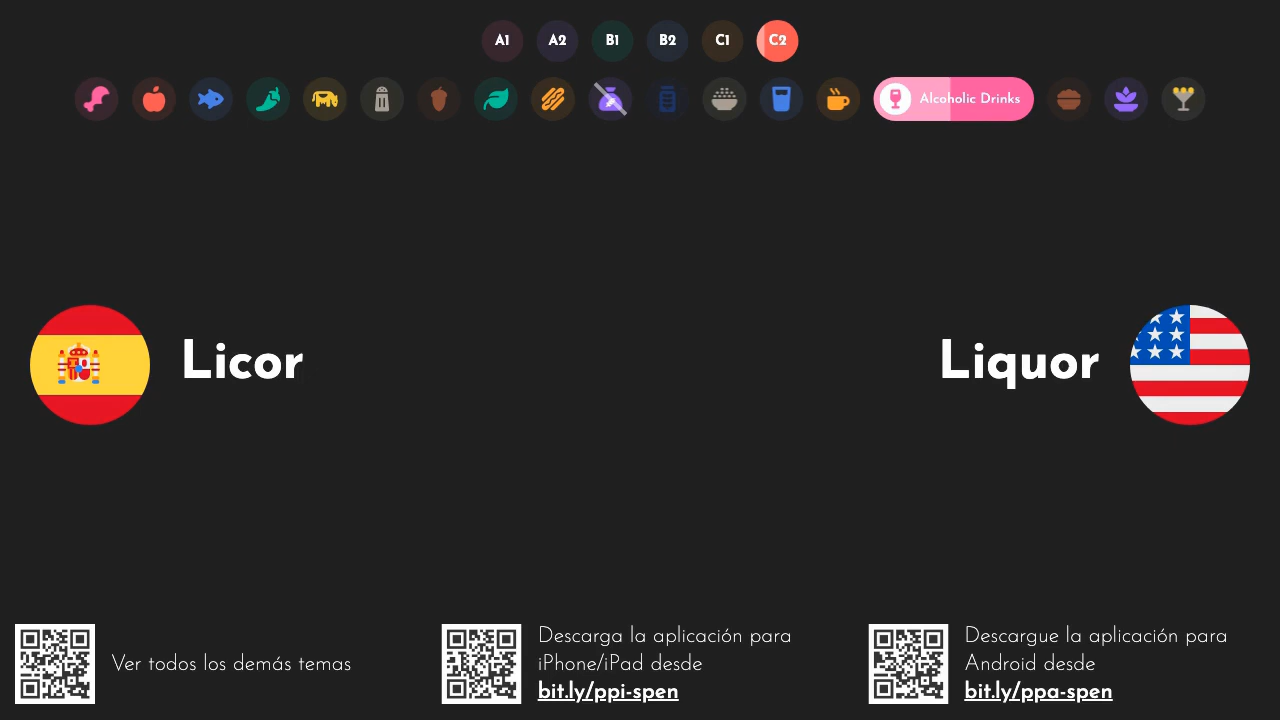 A1 A2 B1 B2 C1 C2
Alcoholic Drinks
Licor
Liquor
Ver todos los demás temas
Descarga la aplicación para
iPhone/iPad desde
bit.ly/ppi-spen
Descargue la aplicación para
Android desde
bit.ly/ppa-spen